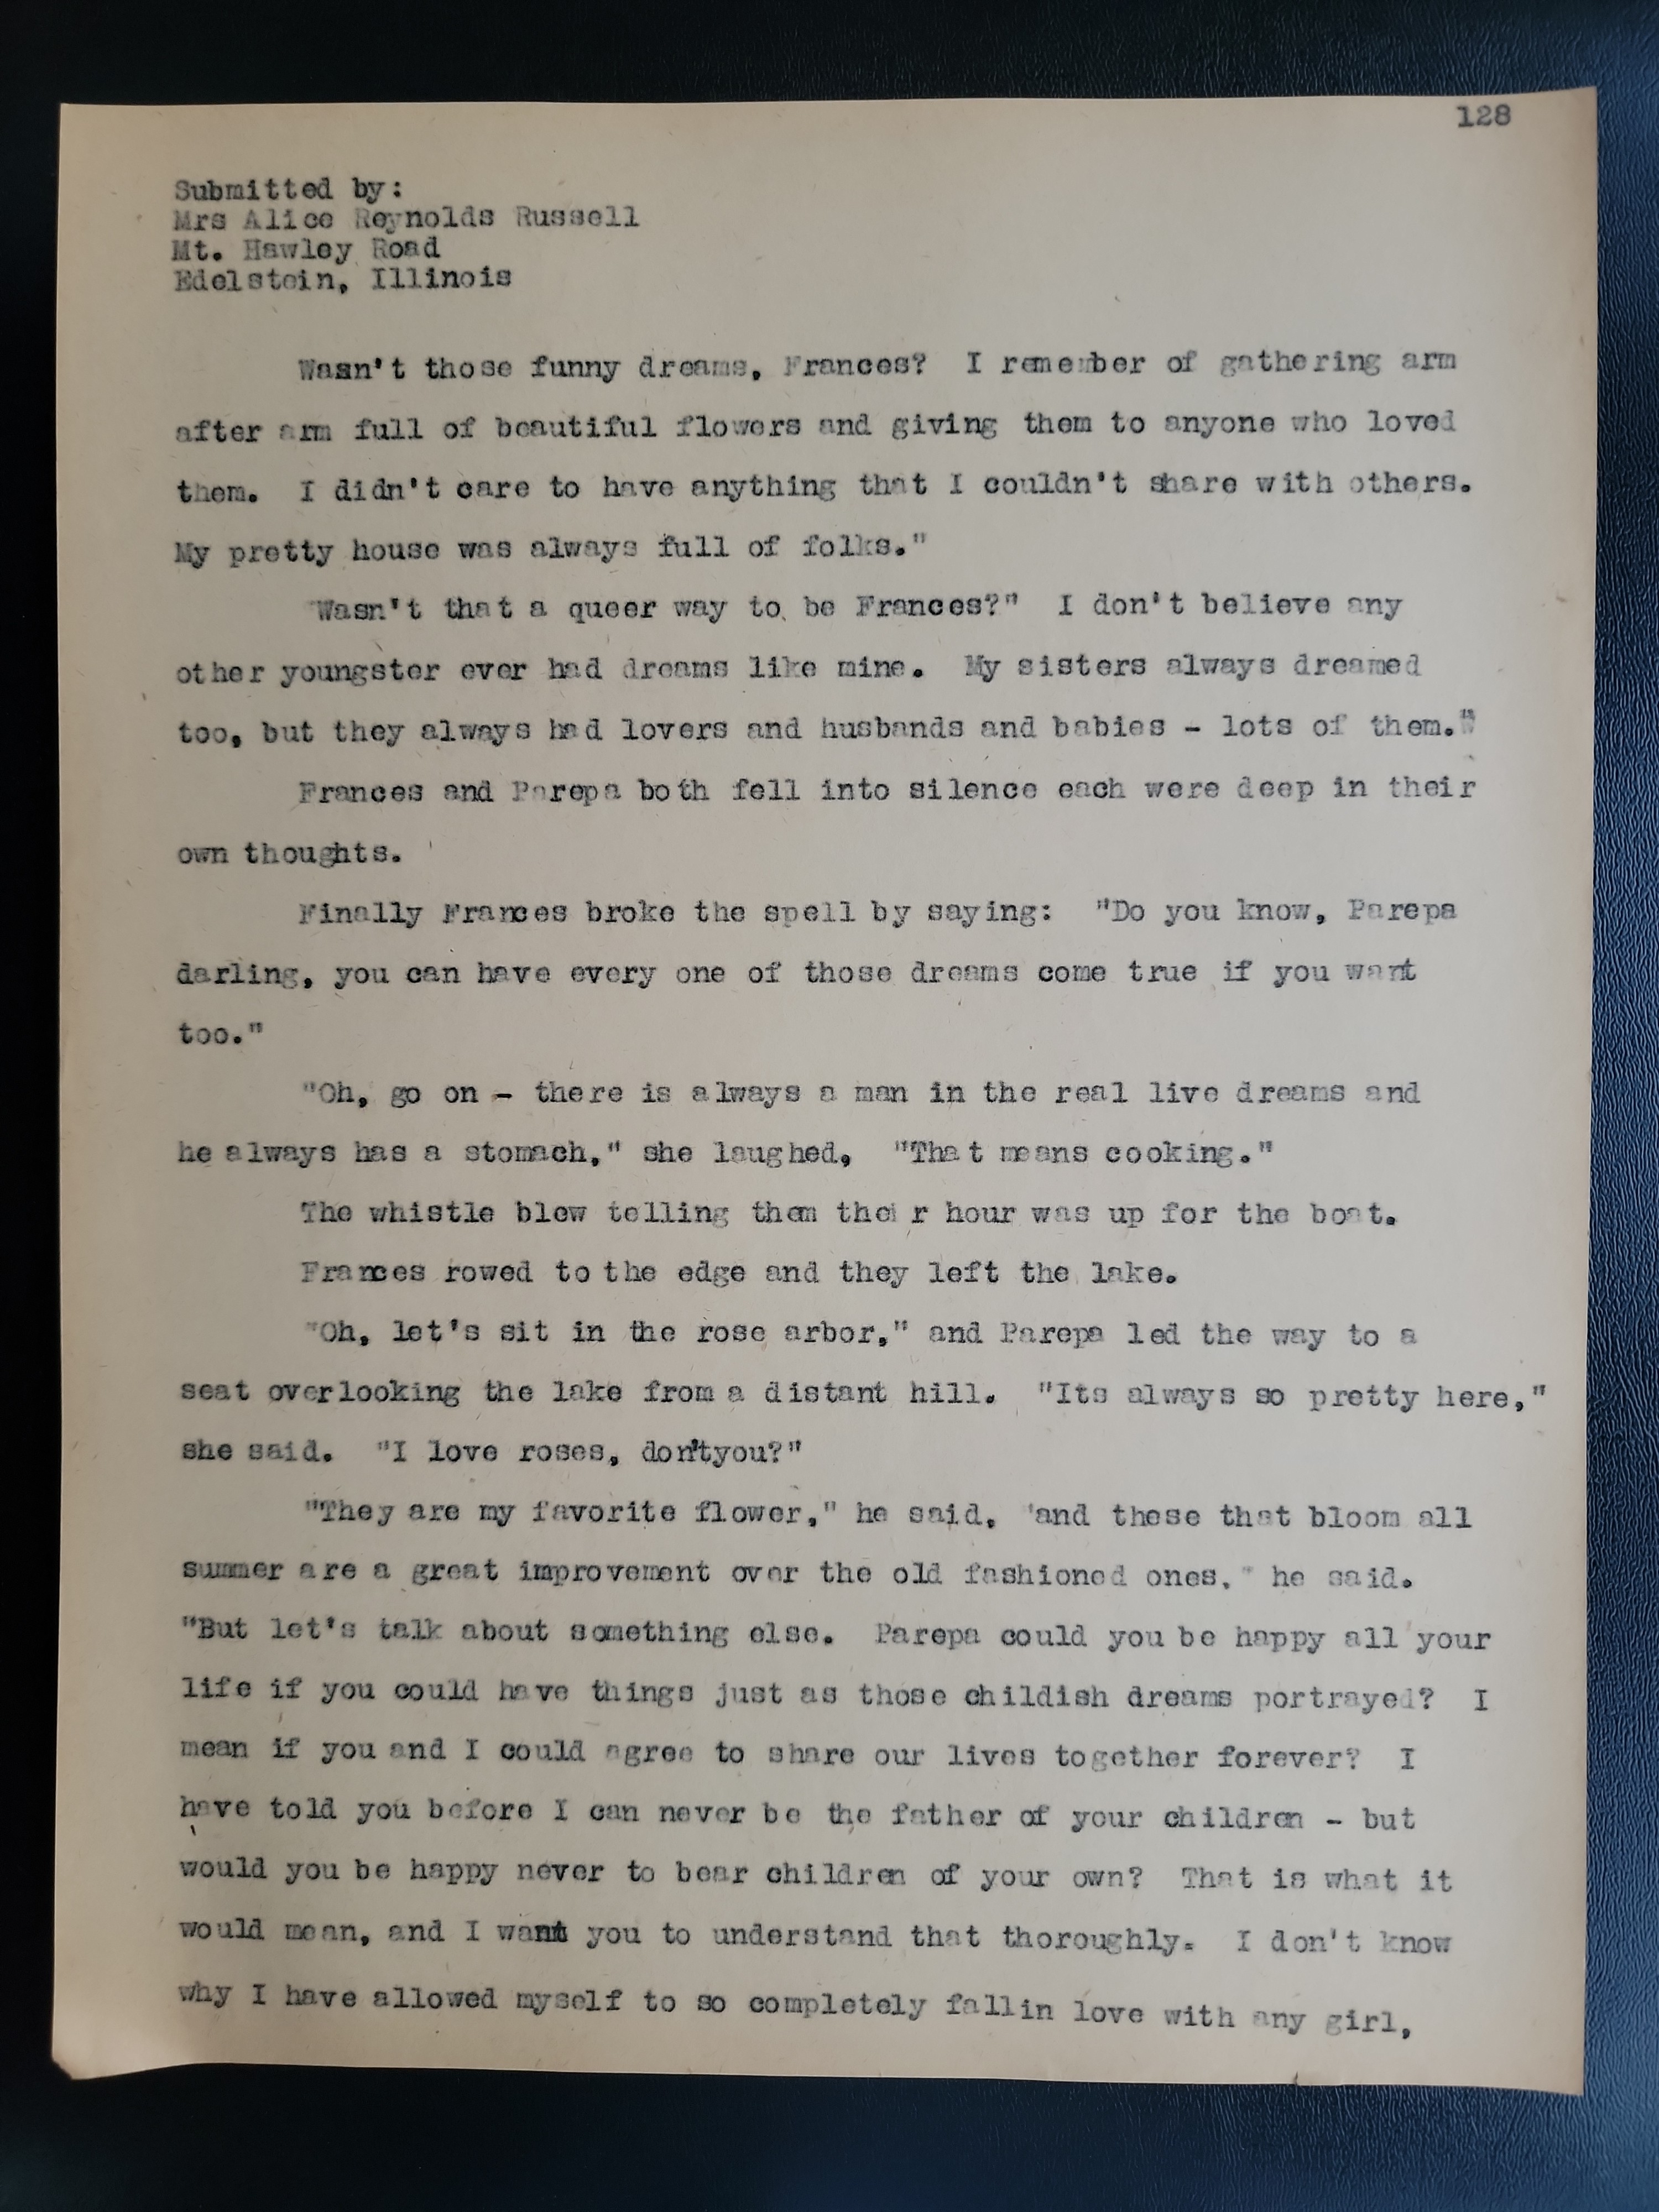 128
Submitted by:
Mrs Alice Reynolds Russell
Mt. Hawley Road
Edelstein, Illinois
Wasn't those funny dreams, Frances?  I remember of gathering arm
after arm full of beautiful flowers and giving them to anyone who loved
them.  I didn't care to have anything that I couldn't share with others.
My pretty house was always full of folks."
"Wasn't that a queer way to be Frances?"  I don't believe any
other youngster ever had dreams like mine.  My sisters always dreamed
too, but they always had lovers and husbands and babies - lots of them."
Frances and Parepa both fell into silence each were deep in their
own thoughts.
Finally Frances broke the spell by saying:  "Do you know, Parepa
darling, you can have every one of those dreams come true if you want
too."
"Oh, go on - there is always a man in the real live dreams and
he always has a stomach," she laughed,  "That means cooking."
The whistle blew telling them their hour was up for the boat.
Frances rowed to the edge and they left the lake.
"Oh, let's sit in the rose arbor," and Parepa led the way to a
seat overlooking the lake from a distant hill.  "Its always so pretty here,"
she said.  "I love roses, don't you?"
"They are my favorite flower," he said, "and these that bloom all
summer are a great improvement over the old fashioned ones," he said.
"But let's talk about something else.  Parepa could you be happy all your
life if you could have things just as those childish dreams portrayed?  I
mean if you and I could agree to share our lives together forever?  I
have told you before I can never be the father of your children - but
would you be happy never to bear children of your own?  That is what it
would mean, and I want you to understand that thoroughly.  I don't know
why I have allowed myself to so completely fall in love with any girl,